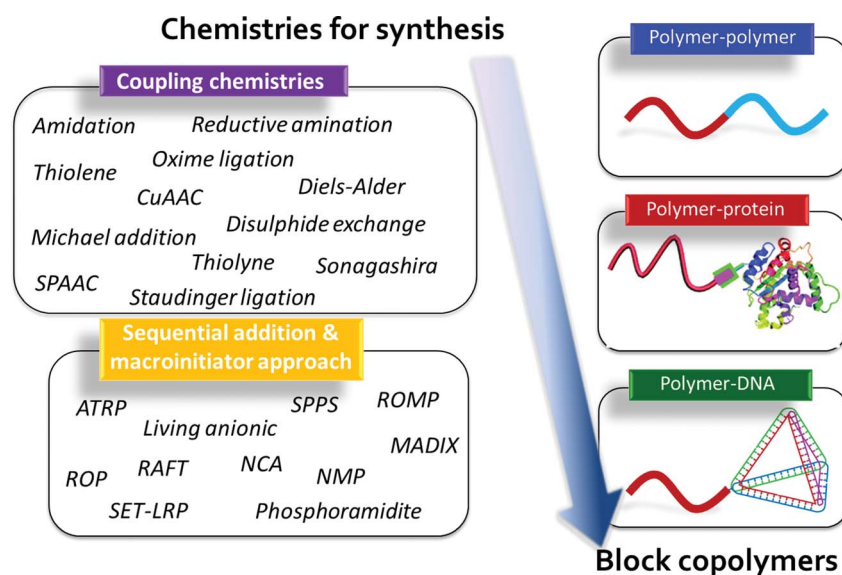 Chemistries for synthesis
Coupling chemistries
Amidation
Reductive amination
Thiolene
Oxime ligation
CuAAC
Diels-Alder
Michael addition
Disulphide exchange
SPAAC
Thiolyne
Sonagashira
Staudinger ligation
Sequential addition &
macroinitiator approach
ATRP
SPPS
ROMP
Living anionic
MADIX
ROP
RAFT
NCA
NMP
SET-LRP
Phosphoramidite
Polymer-polymer
Polymer-protein
Polymer-DNA
Block copolymers